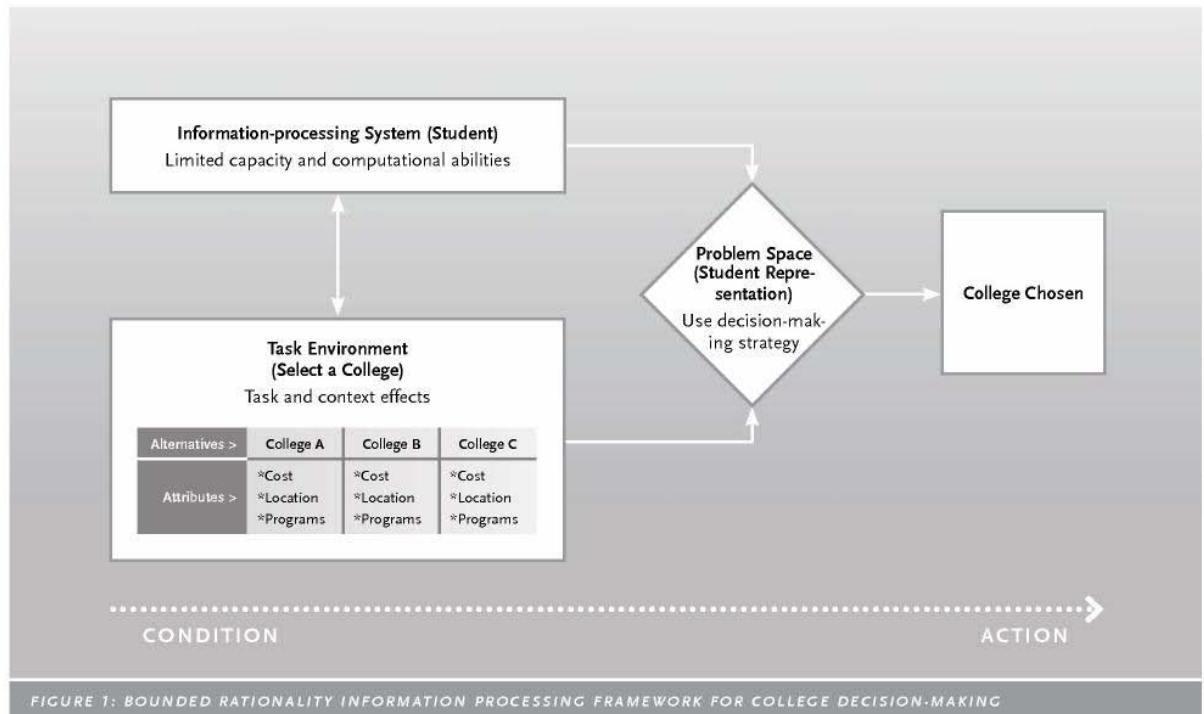 Information-processing System (Student)
Limited capacity and computational abilities
Task Environment
(Select a College)
Task and context effects
Alternatives > College A College B College C
*Cost *Cost *Cost
Attributes > *Location *Location *Location
*Programs *Programs *Programs
Problem Space
(Student Repre-
sentation)
Use decision-mak-
ing strategy
College Chosen
CONDITION ACTION
FIGURE 1: BOUNDED RATIONALITY INFORMATION PROCESSING FRAMEWORK FOR COLLEGE DECISION-MAKING